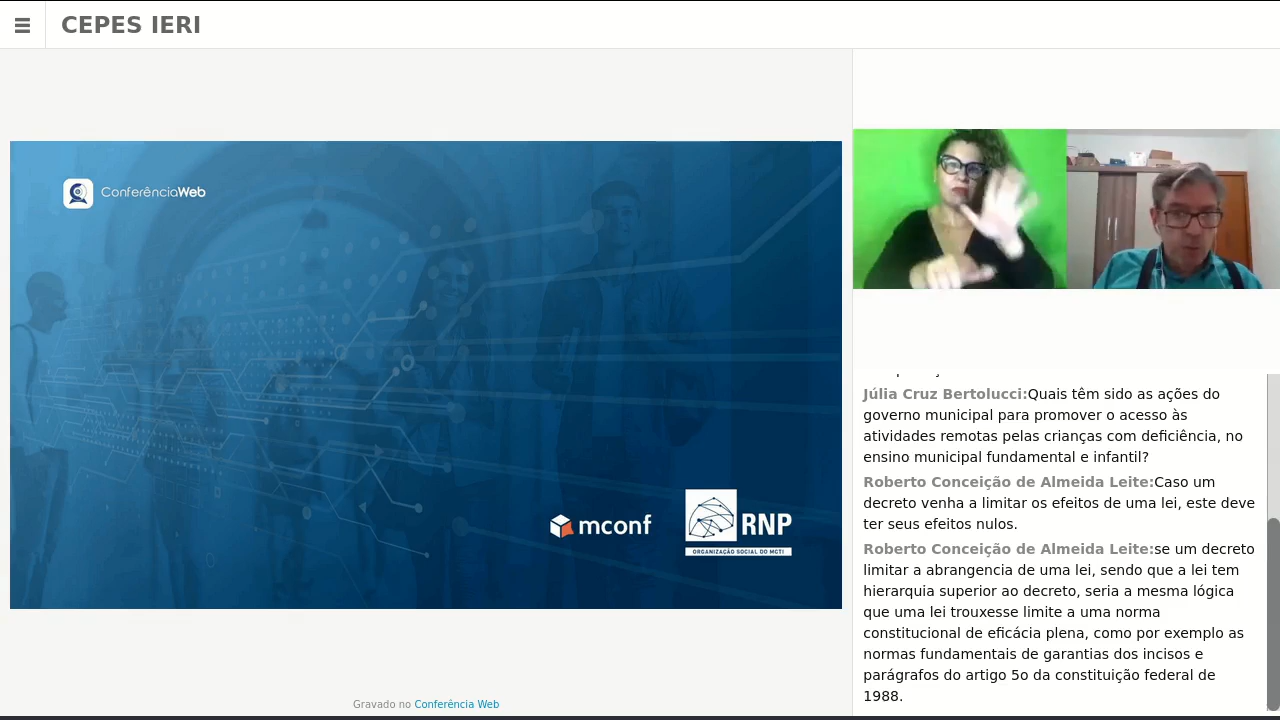 CEPES IERI
ConferênciaWeb
mconf
RNP
ORGANIZAÇÃO SOCIAL DO MCTI
Gravado no Conferência Web
Júlia Cruz Bertolucci:Quais têm sido as ações do
governo municipal para promover o acesso às
atividades remotas pelas crianças com deficiência, no
ensino municipal fundamental e infantil?
Roberto Conceição de Almeida Leite:Caso um
decreto venha a limitar os efeitos de uma lei, este deve
ter seus efeitos nulos.
Roberto Conceição de Almeida Leite:se um decreto
limitar a abrangencia de uma lei, sendo que a lei tem
hierarquia superior ao decreto, seria a mesma lógica
que uma lei trouxesse limite a uma norma
constitucional de eficácia plena, como por exemplo as
normas fundamentais de garantias dos incisos e
parágrafos do artigo 5o da constituição federal de
1988.